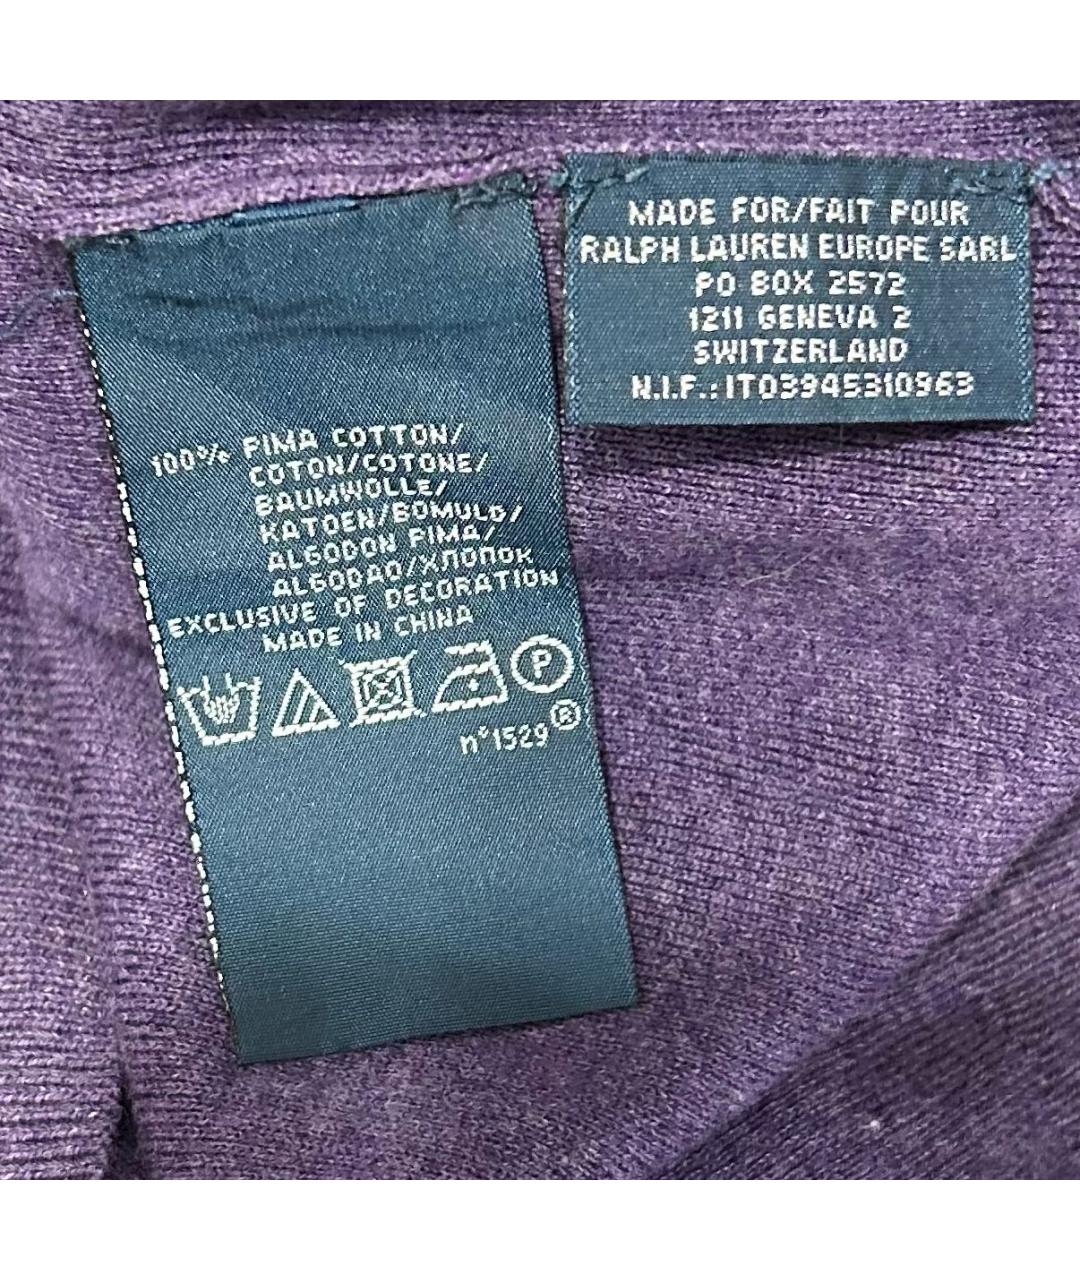 100% PIMA COTTON/
COTON/COTONE/
BAUMWOLLE/
KATOEN/BOMULD/
ALGODON PIMA/
ALGODAO/ХЛОПОК
EXCLUSIVE OF DECORATION
MADE IN CHINA
P
n°1529®
MADE FOR/FAIT POUR
RALPH LAUREN EUROPE SARL
PO BOX 2572
1211 GENEVA 2
SWITZERLAND
N.I.F.:IT03945310963